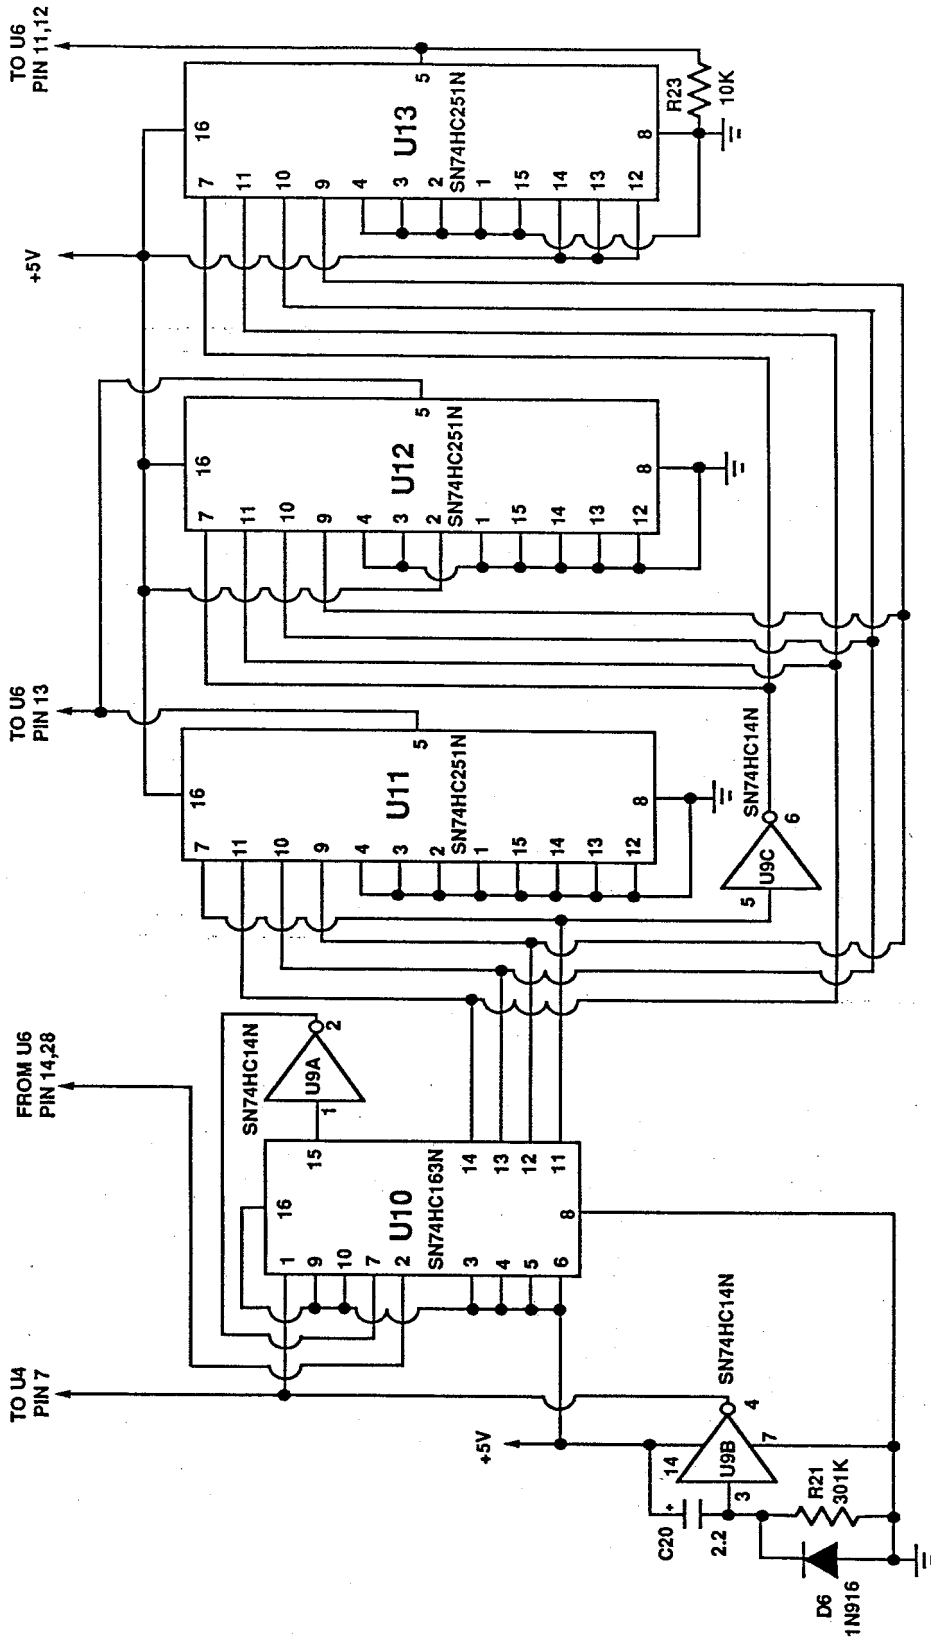 TO U6
PIN 11,12
+5V
TO U6
PIN 13
FROM U6
PIN 14,28
TO U4
PIN 7
16
5
U13
SN74HC251N
8
7
11
10
9
4
3
2
1
15
14
13
12
R23
10K
16
5
U12
SN74HC251N
8
7
11
10
9
4
3
2
1
15
14
13
12
16
5
U11
SN74HC251N
8
7
11
10
9
4
3
2
1
15
14
13
12
SN74HC14N
U9C
5
6
SN74HC14N
U9A
1
2
15
16
U10
SN74HC163N
14
13
12
11
8
1
9
10
7
2
3
4
5
6
+5V
SN74HC14N
U9B
14
4
7
3
C20
+
2.2
R21
301K
D6
1N916